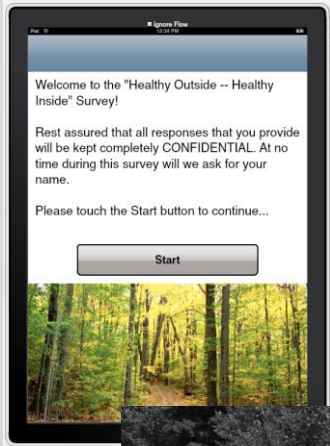 Ignore Flow
iPad 12:34 PM
Welcome to the "Healthy Outside -- Healthy
Inside" Survey!
Rest assured that all responses that you provide
will be kept completely CONFIDENTIAL. At no
time during this survey will we ask for your
name.
Please touch the Start button to continue...
Start